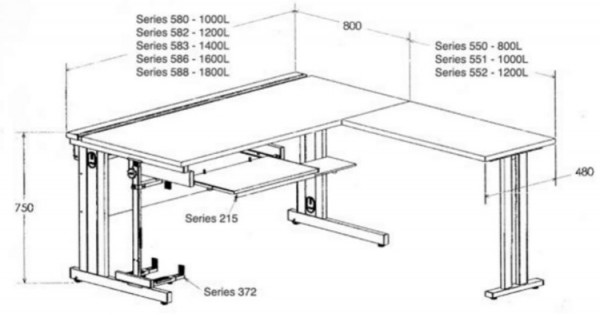 Series 580 - 1000L
Series 582 - 1200L
Series 583 - 1400L
Series 586 - 1600L
Series 588 - 1800L
800
Series 550 - 800L
Series 551 - 1000L
Series 552 - 1200L
480
750
Series 215
Series 372